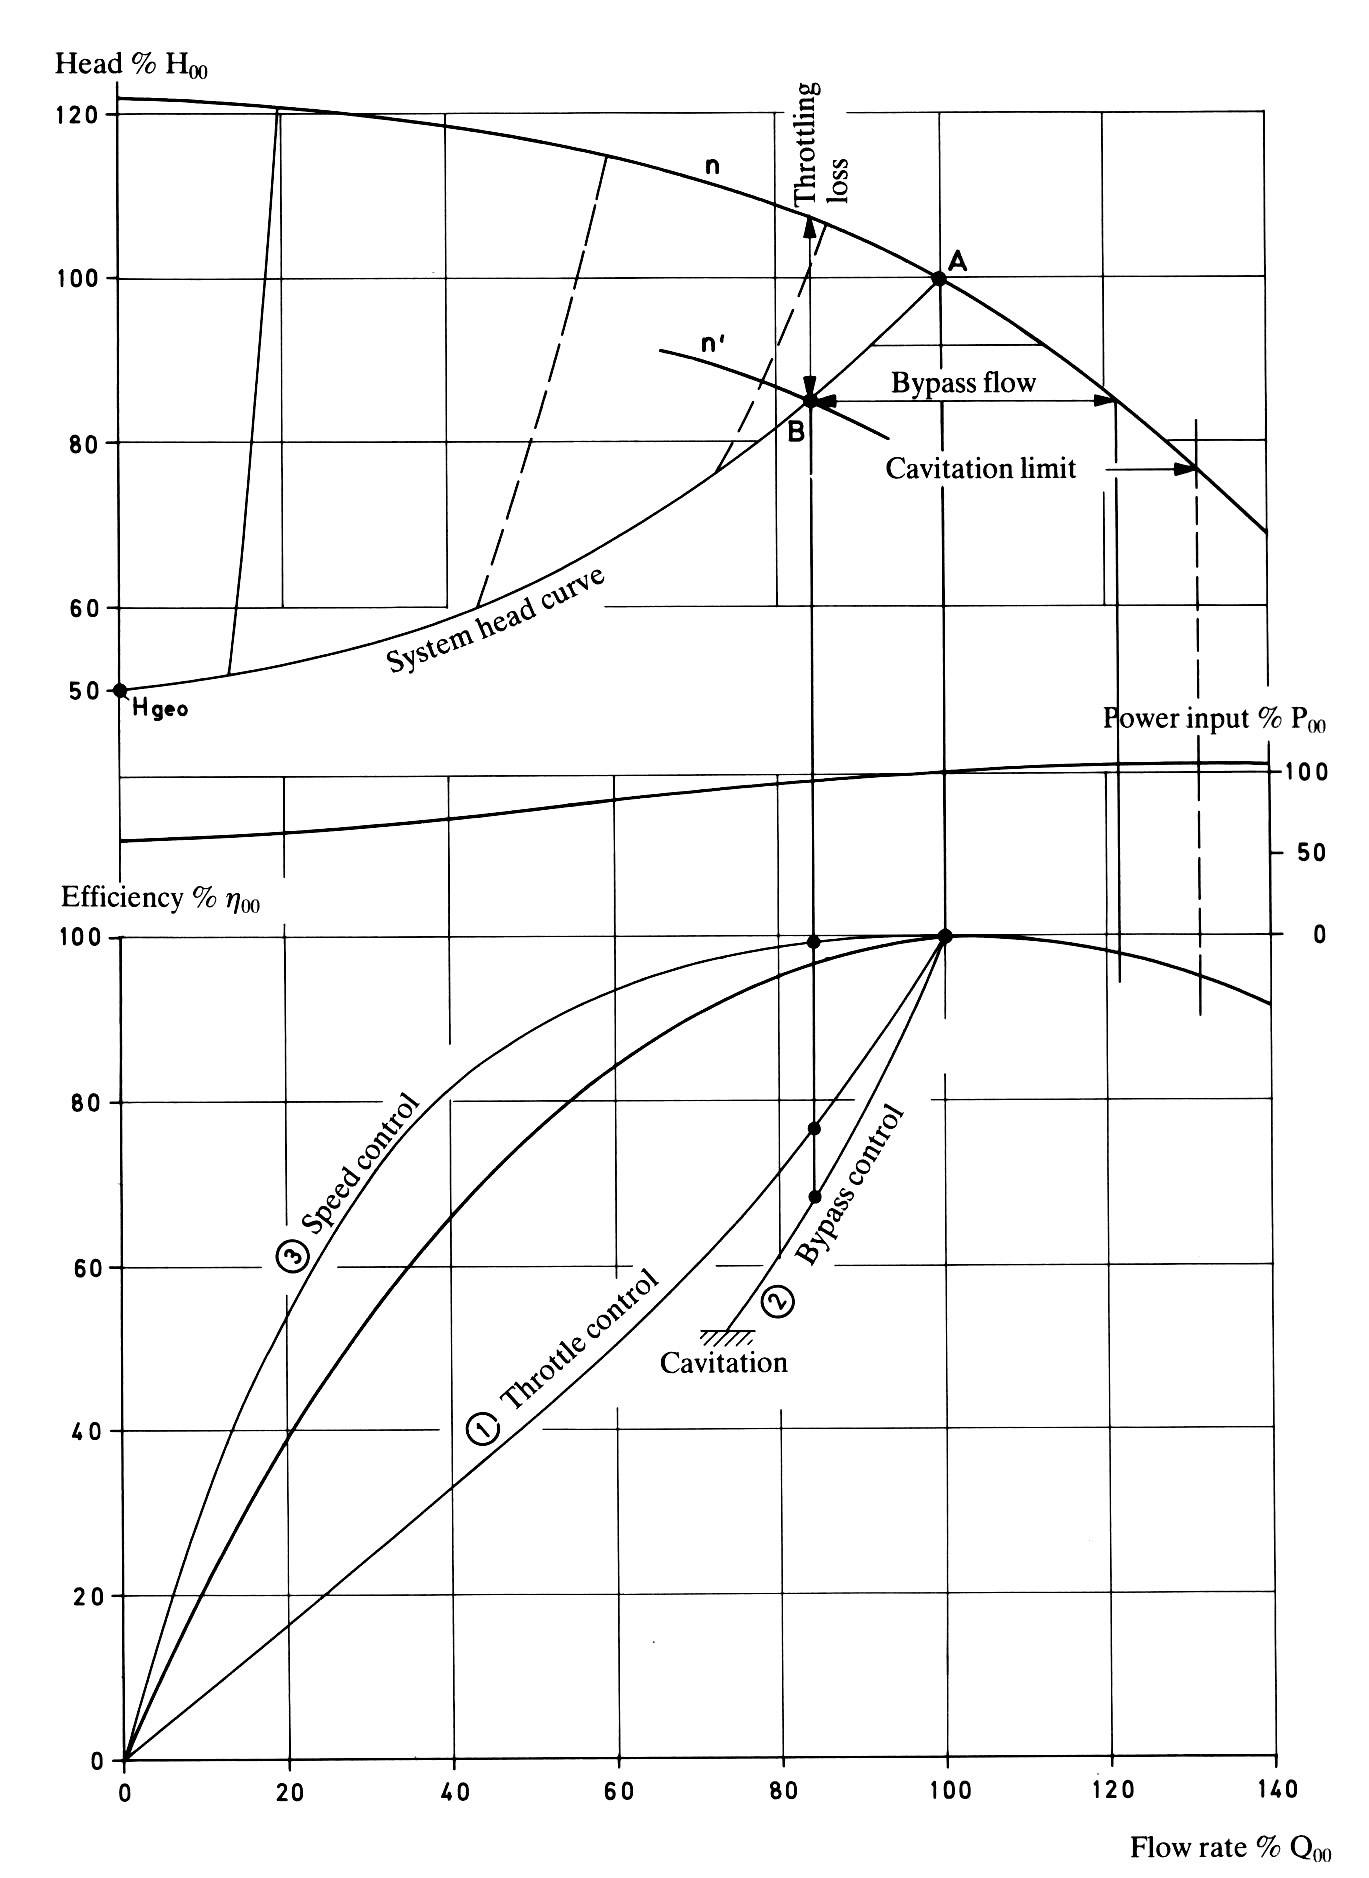 Head % H₀₀
120
Throttling
loss
n
100
A
n'
Bypass flow
80
B
Cavitation limit
60
System head curve
50
Hgeo
Power input % P₀₀
100
50
Efficiency % η₀₀
100
0
80
3 Speed control
Bypass control
60
2
Throttle control
Cavitation
40
1
20
0
0 20 40 60 80 100 120 140
Flow rate % Q₀₀